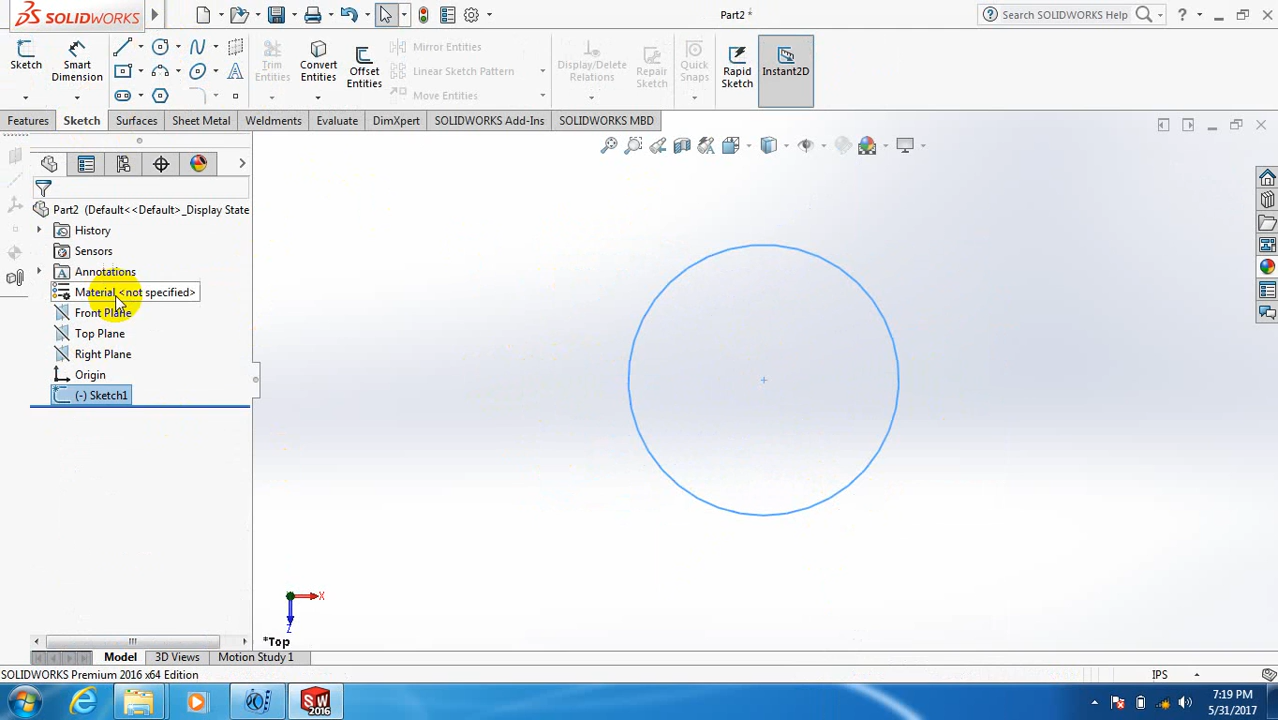 SOLIDWORKS
Part2 *
Search SOLIDWORKS Help
Sketch
Smart Dimension
Trim Entities
Convert Entities
Offset Entities
Mirror Entities
Linear Sketch Pattern
Move Entities
Display/Delete Relations
Repair Sketch
Quick Snaps
Rapid Sketch
Instant2D
Features
Sketch
Surfaces
Sheet Metal
Weldments
Evaluate
DimXpert
SOLIDWORKS Add-Ins
SOLIDWORKS MBD
Part2 (Default<<Default>_Display State
History
Sensors
Annotations
Material <not specified>
Front Plane
Top Plane
Right Plane
Origin
(-) Sketch1
X
Z
*Top
Model
3D Views
Motion Study 1
SOLIDWORKS Premium 2016 x64 Edition
IPS
SW
2016
7:19 PM
5/31/2017